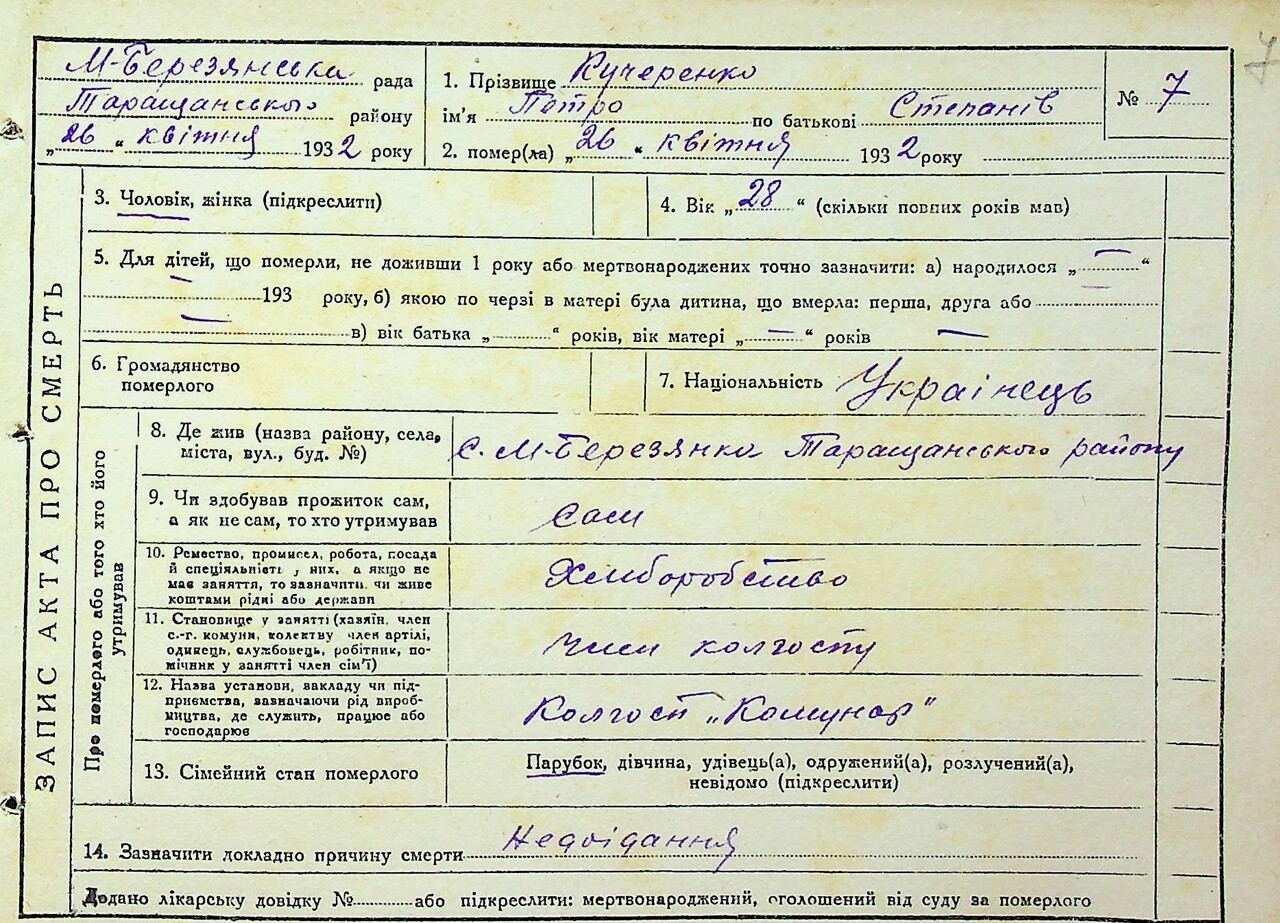 7
М-Березянська рада
Таращанського району
„26“ квітня 1932 року
1. Прізвище Кучеренко
ім'я Петро по батькові Степанів
2. помер(ла) „26“ квітня 1932 року
№ 7
ЗАПИС АКТА ПРО СМЕРТЬ
3. Чоловік, жінка (підкреслити)
4. Вік „28“ (скільки повних років мав)
5. Для дітей, що померли, не доживши 1 року або мертвонароджених точно зазначити: а) народилося „—“
— 193 року, б) якою по черзі в матері була дитина, що вмерла: перша, друга або —
— в) вік батька „“ років, вік матері „—“ років —
6. Громадянство
померлого
7. Національність Українець
Про померлого або того хто його
утримував
8. Де жив (назва району, села,
міста, вул., буд. №)
с. М-Березянка Таращанського району
9. Чи здобував прожиток сам,
а як не сам, то хто утримував
Сам
10. Ремество, промисел, робота, посада
й спеціяльність, них, а якщо не
мав заняття, то зазначити, чи живе
коштами рідні або держави
Хліборобство
11. Становище у занятті (хазяїн, член
с.-г. комуни, колективу член артілі,
одинець, службовець, робітник, по-
мічник у занятті член сім'ї)
Член колгоспу
12. Назва установи, закладу чи під-
приємства, зазначаючи рід вироб-
ництва, де служить, працює або
господарює
Колгосп „Комунар"
13. Сімейний стан померлого
Парубок, дівчина, удівець(а), одружений(а), розлучений(а),
невідомо (підкреслити)
14. Зазначити докладно причину смерти Недоїдання
Додано лікарську довідку № або підкреслити: мертвонароджений, оголошений від суду за померлого